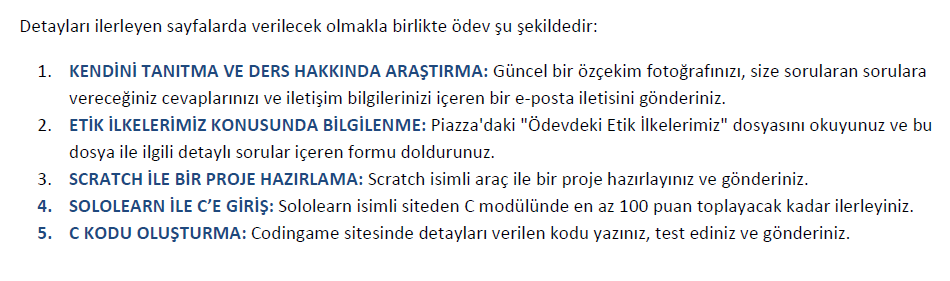 Detayları ilerleyen sayfalarda verilecek olmakla birlikte ödev şu şekildedir:
1. KENDİNİ TANITMA VE DERS HAKKINDA ARAŞTIRMA: Güncel bir özçekim fotoğrafınızı, size sorularan sorulara
vereceğiniz cevaplarınızı ve iletişim bilgilerinizi içeren bir e-posta iletisini gönderiniz.
2. ETİK İLKELERİMİZ KONUSUNDA BİLGİLENME: Piazza'daki "Ödevdeki Etik İlkelerimiz" dosyasını okuyunuz ve bu
dosya ile ilgili detaylı sorular içeren formu doldurunuz.
3. SCRATCH İLE BİR PROJE HAZIRLAMA: Scratch isimli araç ile bir proje hazırlayınız ve gönderiniz.
4. SOLOLEARN İLE C’E GİRİŞ: Sololearn isimli siteden C modülünde en az 100 puan toplayacak kadar ilerleyiniz.
5. C KODU OLUŞTURMA: Codingame sitesinde detayları verilen kodu yazınız, test ediniz ve gönderiniz.